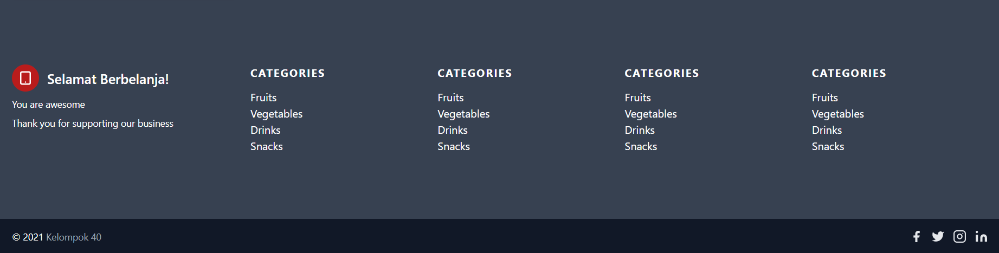 Selamat Berbelanja!
You are awesome
Thank you for supporting our business
CATEGORIES
Fruits
Vegetables
Drinks
Snacks
CATEGORIES
Fruits
Vegetables
Drinks
Snacks
CATEGORIES
Fruits
Vegetables
Drinks
Snacks
CATEGORIES
Fruits
Vegetables
Drinks
Snacks
© 2021 Kelompok 40